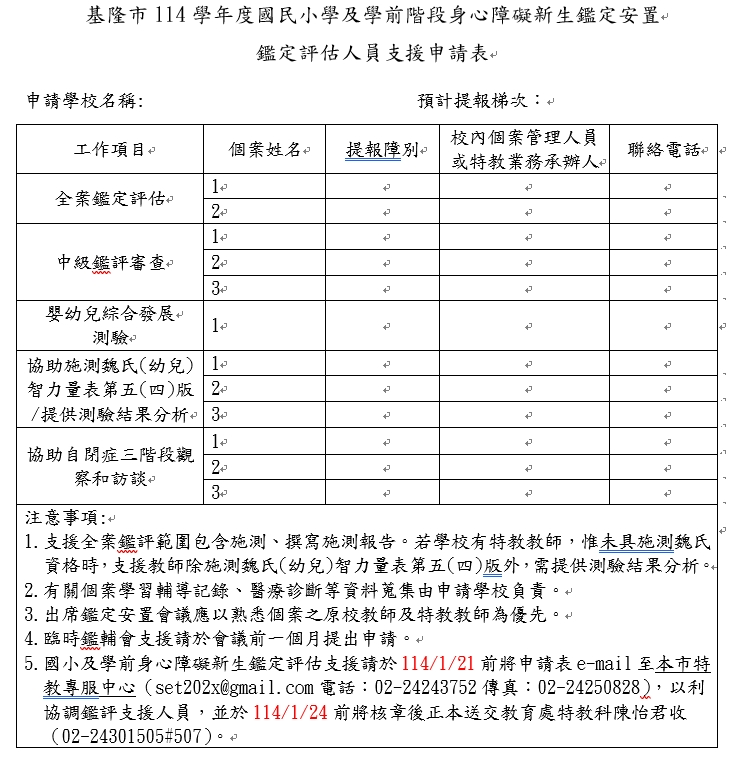 基隆市 114 學年度國民小學及學前階段身心障礙新生鑑定安置
鑑定評估人員支援申請表
申請學校名稱: 預計提報梯次：
工作項目 個案姓名 提報障別 校內個案管理人員或特教業務承辦人 聯絡電話
全案鑑定評估
1
2
中級鑑評審查
1
2
3
嬰幼兒綜合發展
測驗
1
協助施測魏氏(幼兒)
智力量表第五(四)版
/提供測驗結果分析
1
2
3
協助自閉症三階段觀
察和訪談
1
2
3
注意事項:
1.支援全案鑑評範圍包含施測、撰寫施測報告。若學校有特教教師，惟未具施測魏氏
資格時，支援教師除施測魏氏(幼兒)智力量表第五(四)版外，需提供測驗結果分析。
2.有關個案學習輔導記錄、醫療診斷等資料蒐集由申請學校負責。
3.出席鑑定安置會議應以熟悉個案之原校教師及特教教師為優先。
4.臨時鑑輔會支援請於會議前一個月提出申請。
5.國小及學前身心障礙新生鑑定評估支援請於 114/1/21 前將申請表 e-mail 至本市特
教專服中心（set202x@gmail.com 電話：02-24243752 傳真：02-24250828），以利
協調鑑評支援人員，並於 114/1/24 前將核章後正本送交教育處特教科陳怡君收
（02-24301505#507）。